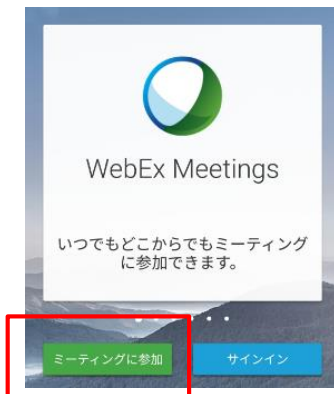 WebEx Meetings
いつでもどこからでもミーティング
に参加できます。
ミーティングに参加
サインイン